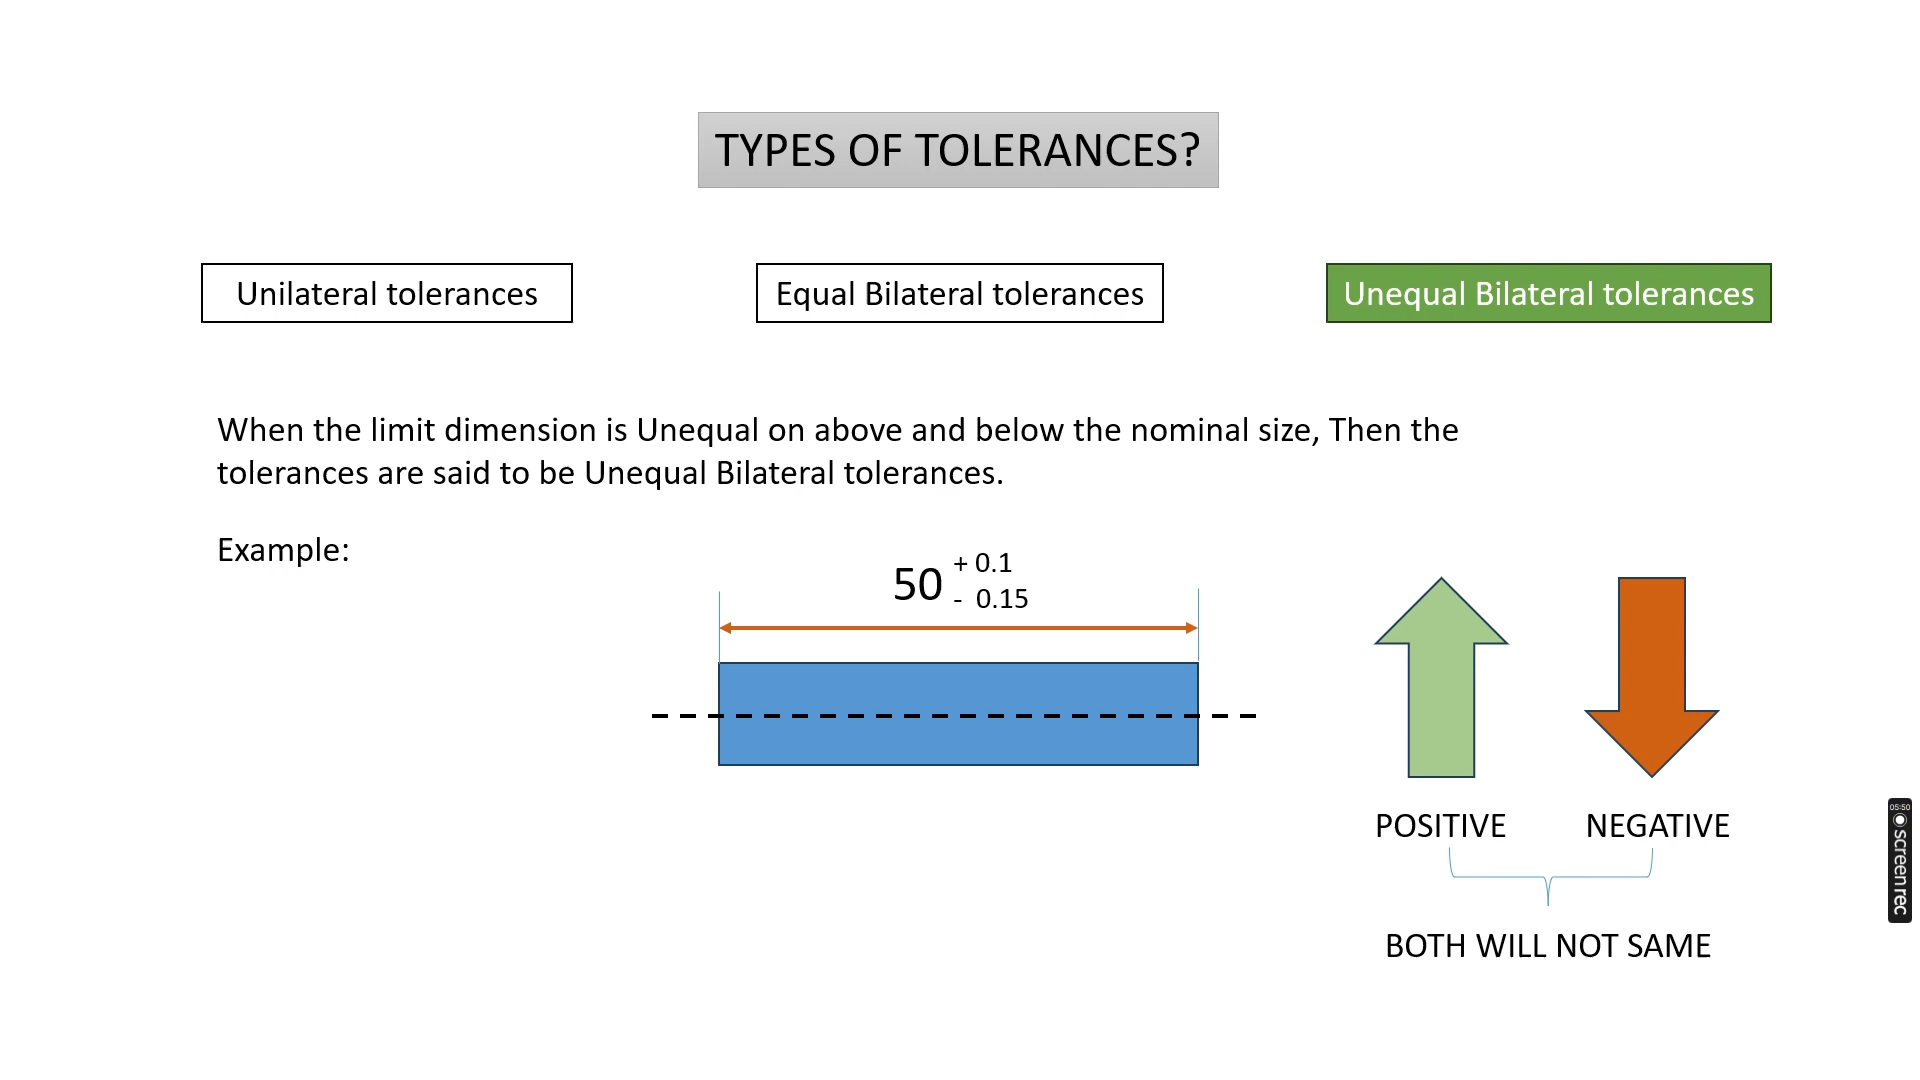 TYPES OF TOLERANCES?
Unilateral tolerances
Equal Bilateral tolerances
Unequal Bilateral tolerances
When the limit dimension is Unequal on above and below the nominal size, Then the
tolerances are said to be Unequal Bilateral tolerances.
Example:
50 + 0.1
- 0.15
POSITIVE
NEGATIVE
BOTH WILL NOT SAME
05:50
screenrec